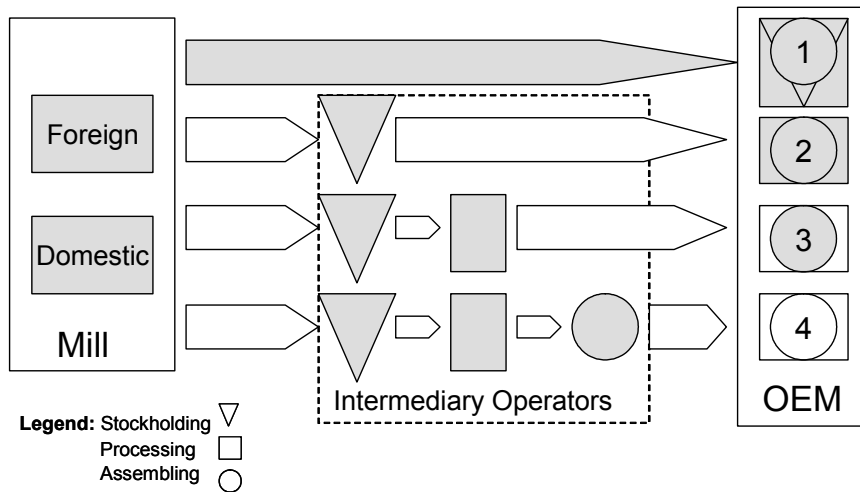 1
Foreign
2
Domestic
3
Mill
4
Intermediary Operators
OEM
Legend: Stockholding
Processing
Assembling